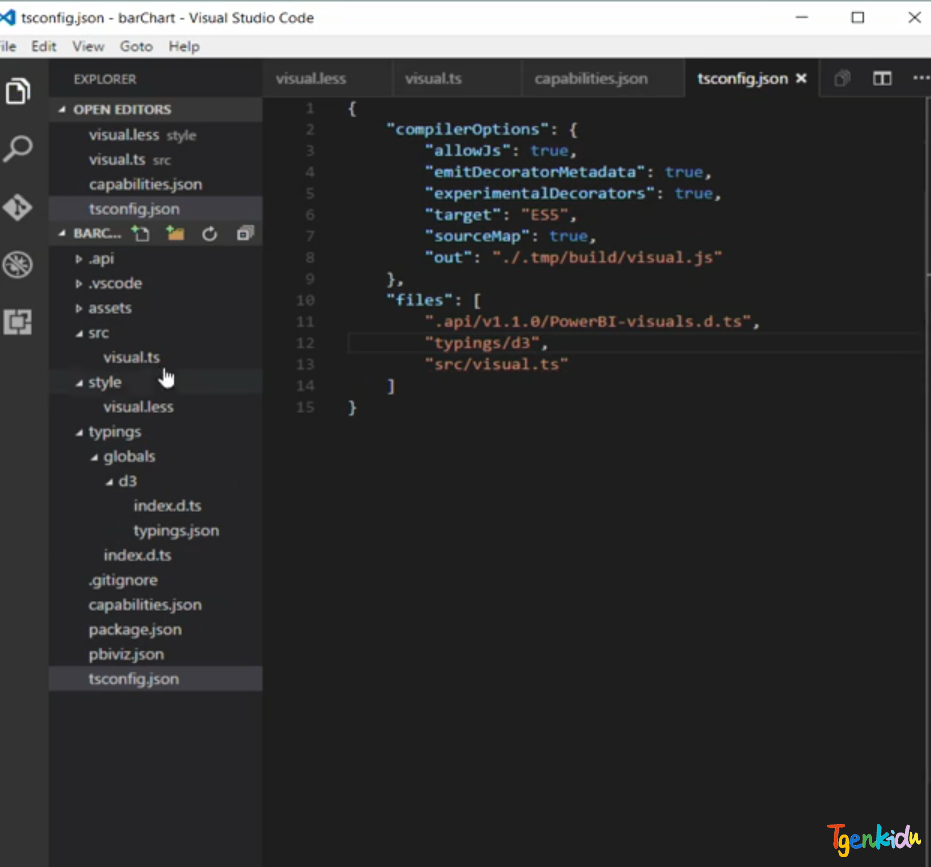 tsconfig.json - barChart - Visual Studio Code
ile Edit View Goto Help
EXPLORER
OPEN EDITORS
visual.less style
visual.ts src
capabilities.json
tsconfig.json
BARC...
.api
.vscode
assets
src
visual.ts
style
visual.less
typings
globals
d3
index.d.ts
typings.json
index.d.ts
.gitignore
capabilities.json
package.json
pbiviz.json
tsconfig.json
visual.less visual.ts capabilities.json tsconfig.json
1 {
2 "compilerOptions": {
3 "allowJs": true,
4 "emitDecoratorMetadata": true,
5 "experimentalDecorators": true,
6 "target": "ES5",
7 "sourceMap": true,
8 "out": "./.tmp/build/visual.js"
9 },
10 "files": [
11 ".api/v1.1.0/PowerBI-visuals.d.ts",
12 "typings/d3",
13 "src/visual.ts"
14 ]
15 }
Tgenkidu